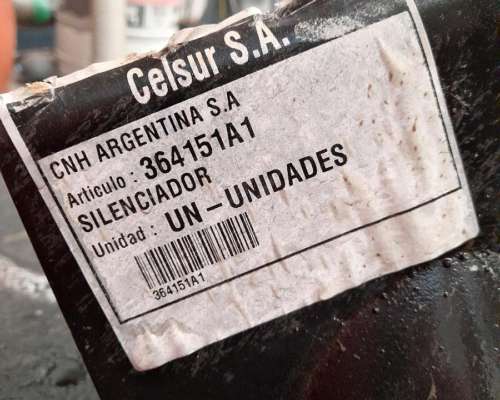 Celsur S.A.
CNH ARGENTINA S.A
Articulo : 364151A1
SILENCIADOR
Unidad : UN-UNIDADES
364151A1